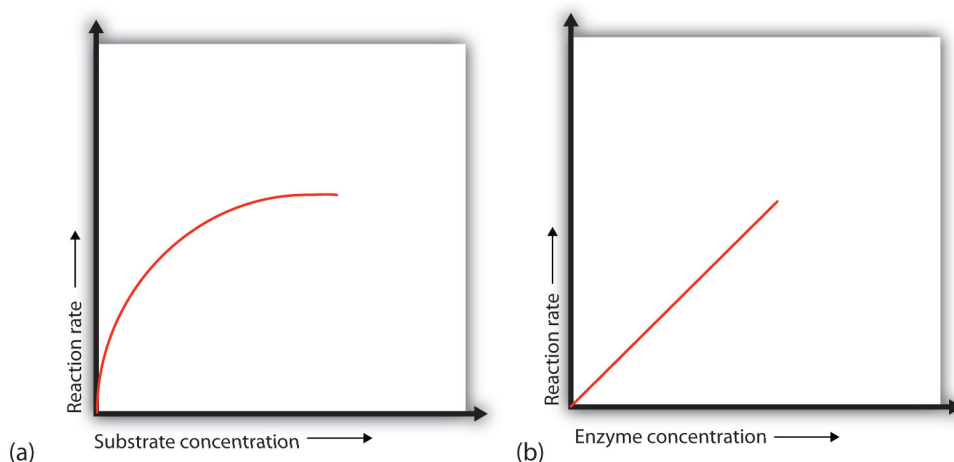 Reaction rate
Substrate concentration
(a)
Reaction rate
Enzyme concentration
(b)